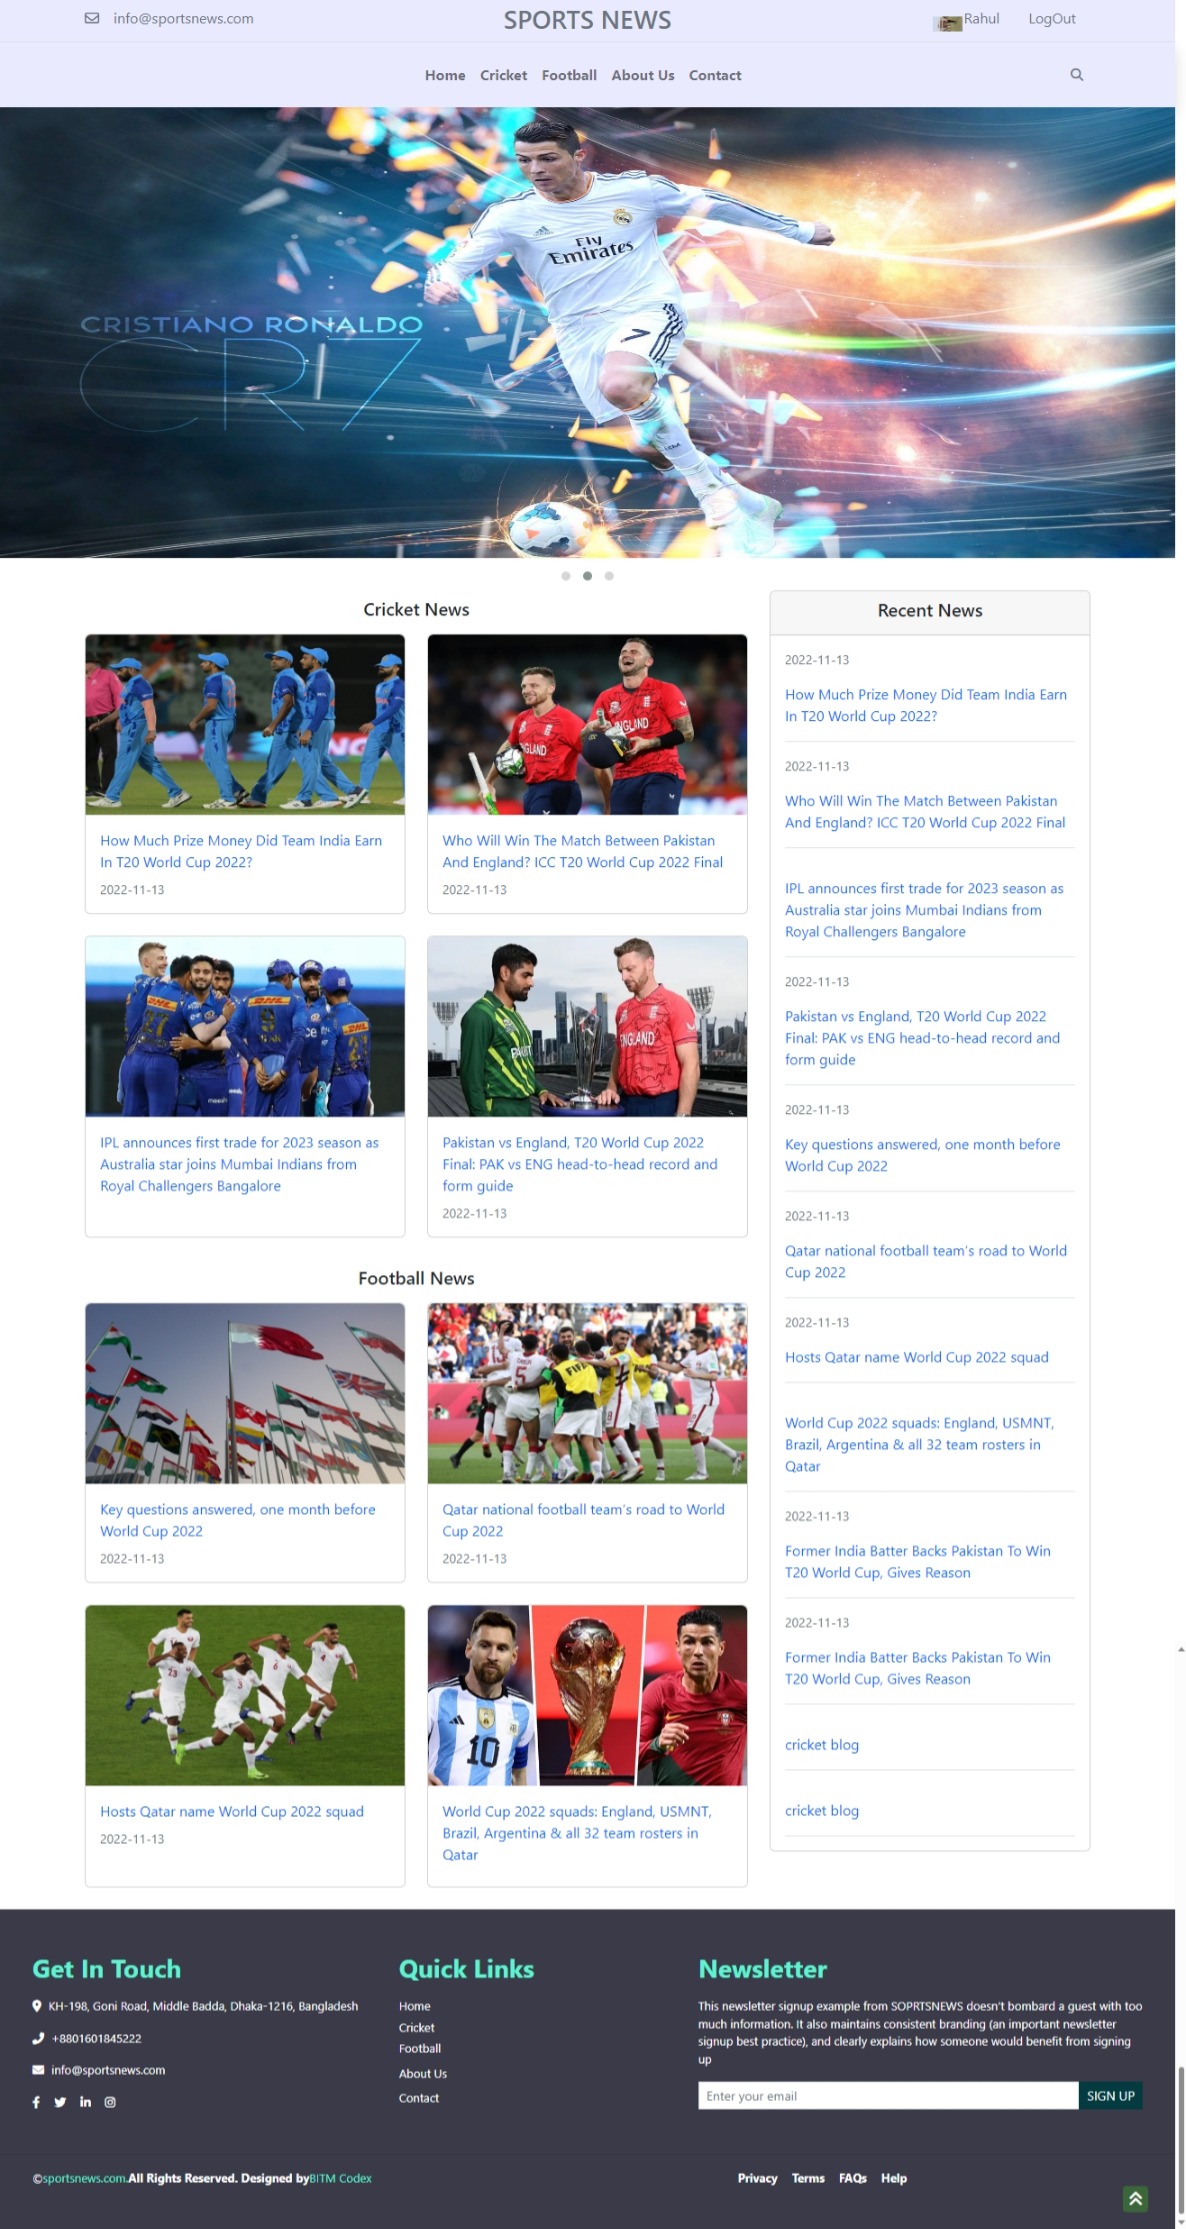 info@sportsnews.com
SPORTS NEWS
Rahul
LogOut
Home Cricket Football About Us Contact
Fly
Emirates
7
CRISTIANO RONALDO
CR7
Cricket News
ENGLAND
ENGLAND
How Much Prize Money Did Team India Earn
In T20 World Cup 2022?
2022-11-13
Who Will Win The Match Between Pakistan
And England? ICC T20 World Cup 2022 Final
2022-11-13
DHL
DHL
DHL
27
9
ENGLAND
IPL announces first trade for 2023 season as
Australia star joins Mumbai Indians from
Royal Challengers Bangalore
Pakistan vs England, T20 World Cup 2022
Final: PAK vs ENG head-to-head record and
form guide
2022-11-13
Football News
5
FIFA
Key questions answered, one month before
World Cup 2022
2022-11-13
Qatar national football team's road to World
Cup 2022
2022-11-13
23
3
6
4
10
Hosts Qatar name World Cup 2022 squad
2022-11-13
World Cup 2022 squads: England, USMNT,
Brazil, Argentina & all 32 team rosters in
Qatar
Recent News
2022-11-13
How Much Prize Money Did Team India Earn
In T20 World Cup 2022?
2022-11-13
Who Will Win The Match Between Pakistan
And England? ICC T20 World Cup 2022 Final
IPL announces first trade for 2023 season as
Australia star joins Mumbai Indians from
Royal Challengers Bangalore
2022-11-13
Pakistan vs England, T20 World Cup 2022
Final: PAK vs ENG head-to-head record and
form guide
2022-11-13
Key questions answered, one month before
World Cup 2022
2022-11-13
Qatar national football team's road to World
Cup 2022
2022-11-13
Hosts Qatar name World Cup 2022 squad
World Cup 2022 squads: England, USMNT,
Brazil, Argentina & all 32 team rosters in
Qatar
2022-11-13
Former India Batter Backs Pakistan To Win
T20 World Cup, Gives Reason
2022-11-13
Former India Batter Backs Pakistan To Win
T20 World Cup, Gives Reason
cricket blog
cricket blog
Get In Touch
KH-198, Goni Road, Middle Badda, Dhaka-1216, Bangladesh
+8801601845222
info@sportsnews.com
Quick Links
Home
Cricket
Football
About Us
Contact
Newsletter
This newsletter signup example from SOPRTSNEWS doesn't bombard a guest with too
much information. It also maintains consistent branding (an important newsletter
signup best practice), and clearly explains how someone would benefit from signing
up
Enter your email
SIGN UP
©sportsnews.com.All Rights Reserved. Designed byBITM Codex
Privacy Terms FAQs Help